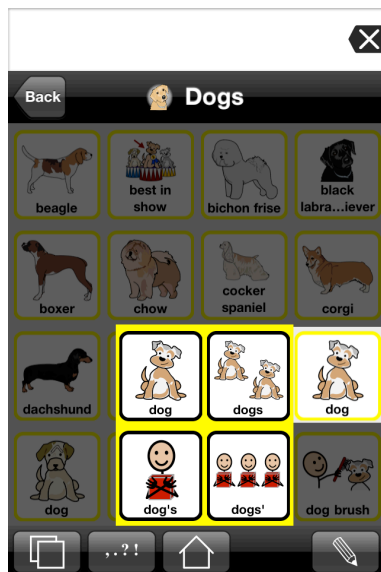 Back
Dogs
beagle
best in
show
bichon frise
black
labra...iever
boxer
chow
cocker
spaniel
corgi
dachshund
dog
dogs
dog
dog
dog's
dogs'
dog brush
,.?!